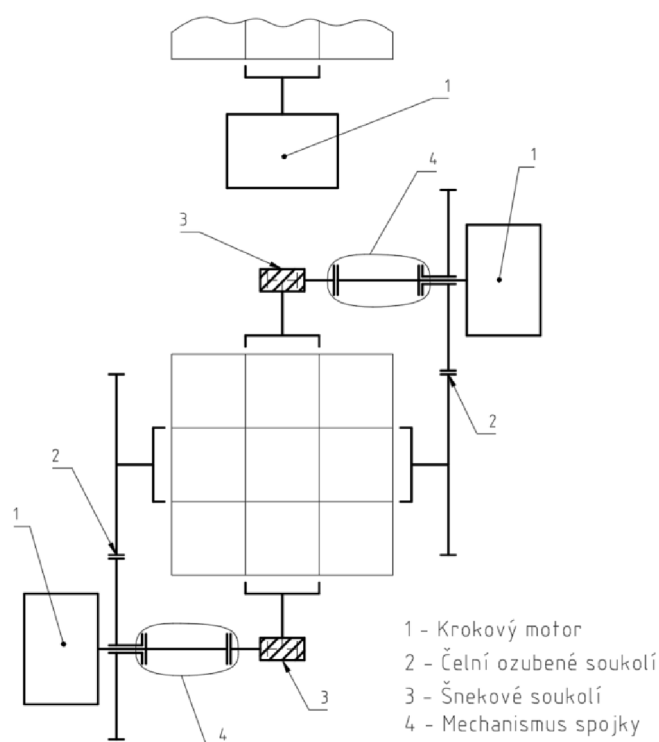 1
4
1
3
2
2
1
3
4
1 - Krokový motor
2 - Čelní ozubené soukolí
3 - Šnekové soukolí
4 - Mechanismus spojky